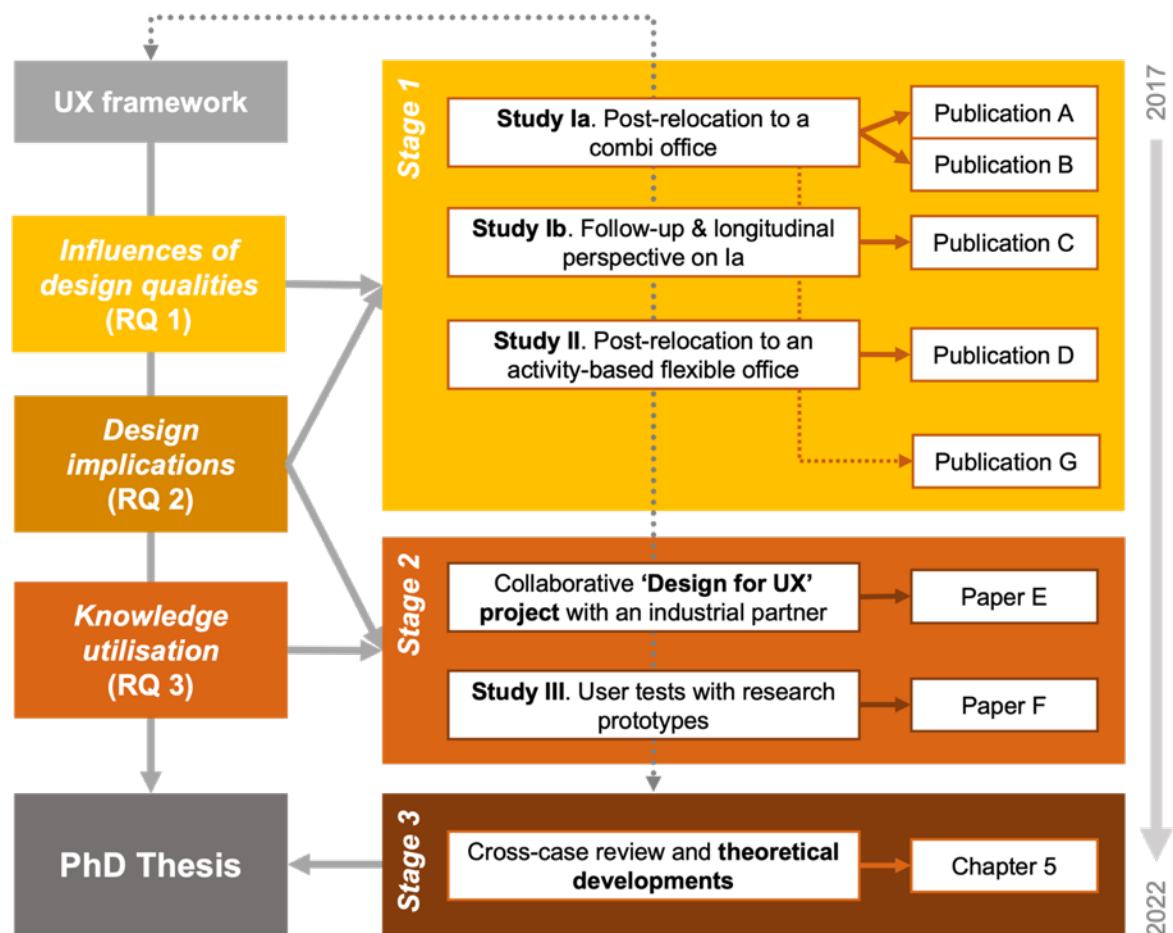 UX framework
Influences of
design qualities
(RQ 1)
Design
implications
(RQ 2)
Knowledge
utilisation
(RQ 3)
PhD Thesis
Stage 1
Study Ia. Post-relocation to a
combi office
Publication A
Publication B
Study Ib. Follow-up & longitudinal
perspective on Ia
Publication C
Study II. Post-relocation to an
activity-based flexible office
Publication D
Publication G
Stage 2
Collaborative ‘Design for UX’
project with an industrial partner
Paper E
Study III. User tests with research
prototypes
Paper F
Stage 3
Cross-case review and theoretical
developments
Chapter 5
2017
2022